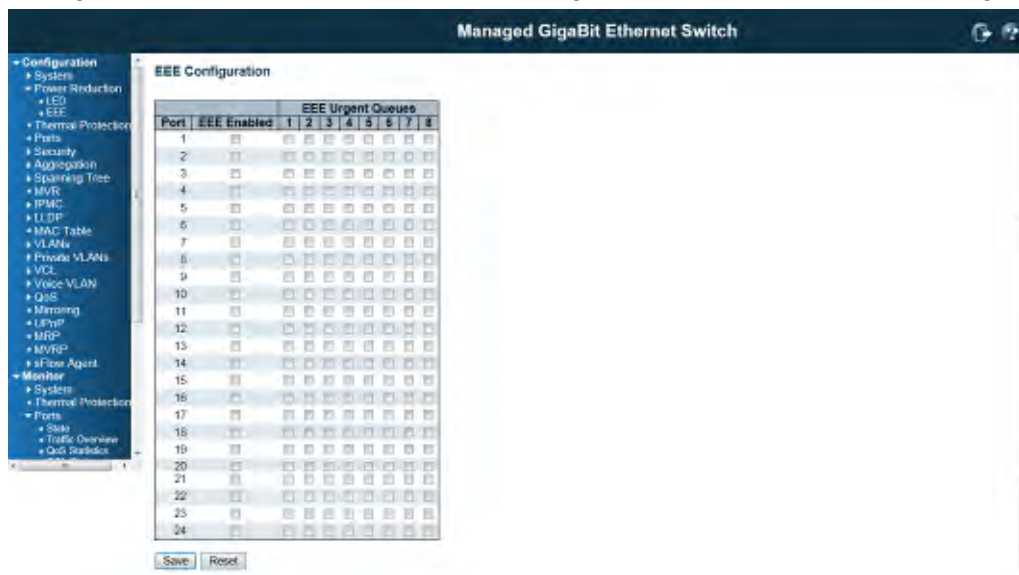 Managed GigaBit Ethernet Switch
Configuration
System
Power Reduction
LED
EEE
Thermal Protection
Ports
Security
Aggregation
Spanning Tree
MVR
IPMC
LLDP
MAC Table
VLANs
Private VLANs
VCL
Voice VLAN
QoS
Mirroring
UPnP
MRP
MVRP
sFlow Agent
Monitor
System
Thermal Protection
Ports
State
Traffic Overview
QoS Statistics
EEE Configuration
EEE Urgent Queues
Port EEE Enabled 1 2 3 4 5 6 7 8
1
2
3
4
5
6
7
8
9
10
11
12
13
14
15
16
17
18
19
20
21
22
23
24
Save Reset